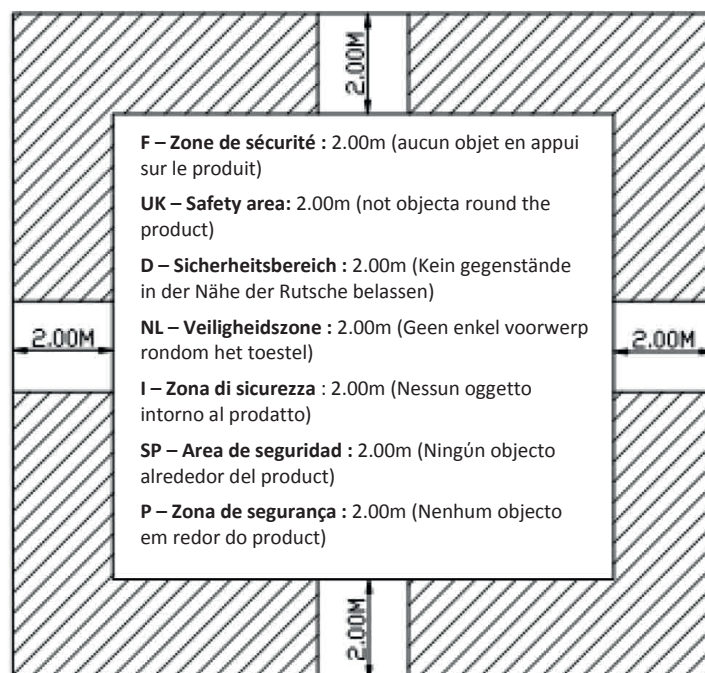 2.00M
F – Zone de sécurité : 2.00m (aucun objet en appui
sur le produit)
UK – Safety area: 2.00m (not objecta round the
product)
D – Sicherheitsbereich : 2.00m (Kein gegenstände
in der Nähe der Rutsche belassen)
NL – Veiligheidszone : 2.00m (Geen enkel voorwerp
rondom het toestel)
2.00M
2.00M
I – Zona di sicurezza : 2.00m (Nessun oggetto
intorno al prodatto)
SP – Area de seguridad : 2.00m (Ningún objecto
alrededor del product)
P – Zona de segurança : 2.00m (Nenhum objecto
em redor do product)
2.00M